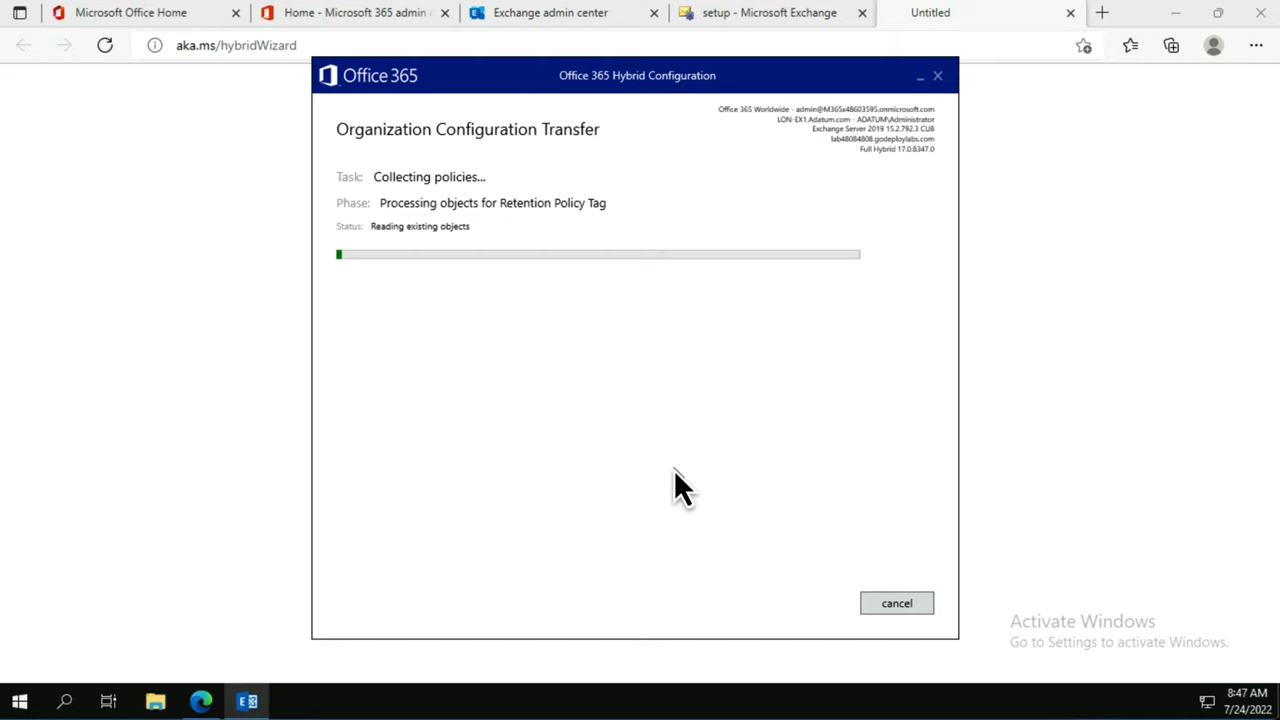 Microsoft Office Home
Home - Microsoft 365 admin
Exchange admin center
setup - Microsoft Exchange
Untitled
aka.ms/hybridWizard
Office 365
Office 365 Hybrid Configuration
Office 365 Worldwide - admin@M365x48603595.onmicrosoft.com
LON-EX1.Adatum.com - ADATUM\Administrator
Exchange Server 2019 15.2.792.3 CU8
lab48084808.godeploylabs.com
Full Hybrid 17.0.8347.0
Organization Configuration Transfer
Task: Collecting policies...
Phase: Processing objects for Retention Policy Tag
Status: Reading existing objects
cancel
Activate Windows
Go to Settings to activate Windows.
8:47 AM
7/24/2022